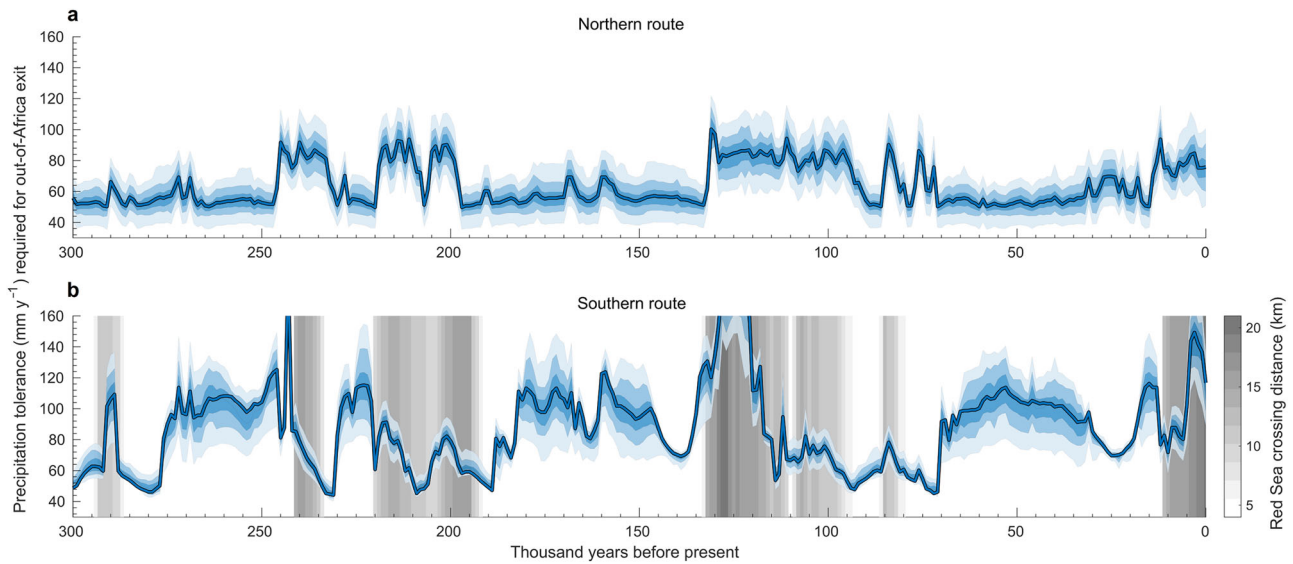 a
Northern route
160
140
120
100
80
60
40
300 250 200 150 100 50 0
b
Southern route
160
140
120
100
80
60
40
300 250 200 150 100 50 0
Thousand years before present
Precipitation tolerance (mm y⁻¹) required for out-of-Africa exit
20
15
10
5
Red Sea crossing distance (km)